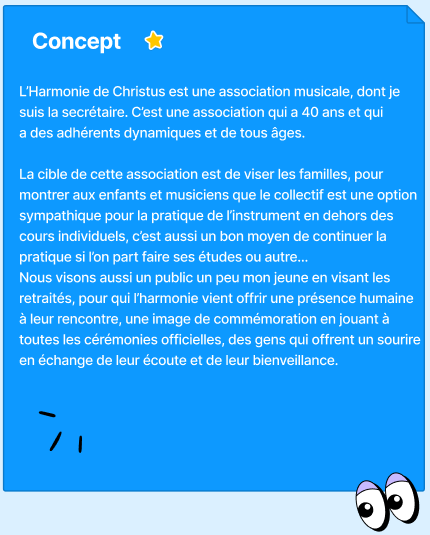 Concept
L'Harmonie de Christus est une association musicale, dont je
suis la secrétaire. C'est une association qui a 40 ans et qui
a des adhérents dynamiques et de tous âges.
La cible de cette association est de viser les familles, pour
montrer aux enfants et musiciens que le collectif est une option
sympathique pour la pratique de l'instrument en dehors des
cours individuels, c'est aussi un bon moyen de continuer la
pratique si l'on part faire ses études ou autre...
Nous visons aussi un public un peu mon jeune en visant les
retraités, pour qui l'harmonie vient offrir une présence humaine
à leur rencontre, une image de commémoration en jouant à
toutes les cérémonies officielles, des gens qui offrent un sourire
en échange de leur écoute et de leur bienveillance.